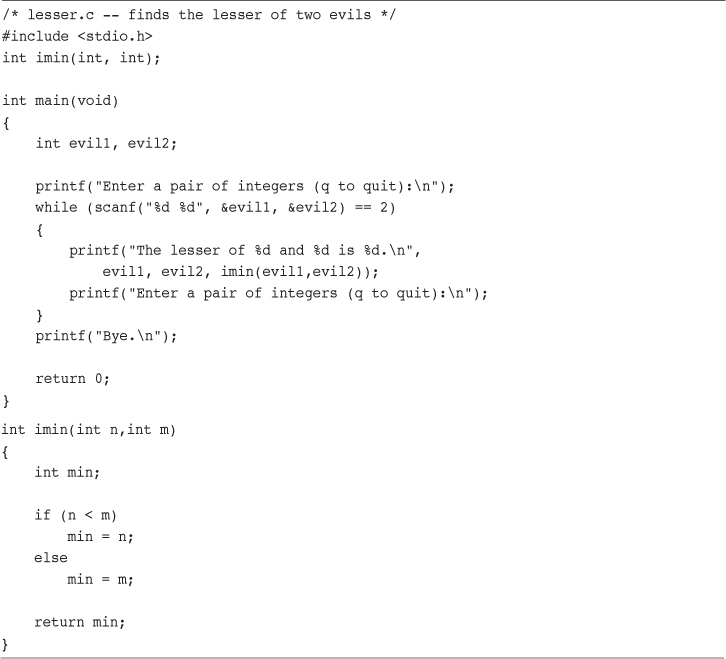 /* lesser.c -- finds the lesser of two evils */
#include <stdio.h>
int imin(int, int);

int main(void)
{
    int evil1, evil2;

    printf("Enter a pair of integers (q to quit):\n");
    while (scanf("%d %d", &evil1, &evil2) == 2)
    {
        printf("The lesser of %d and %d is %d.\n",
            evil1, evil2, imin(evil1,evil2));
        printf("Enter a pair of integers (q to quit):\n");
    }
    printf("Bye.\n");

    return 0;
}
int imin(int n,int m)
{
    int min;

    if (n < m)
        min = n;
    else
        min = m;

    return min;
}